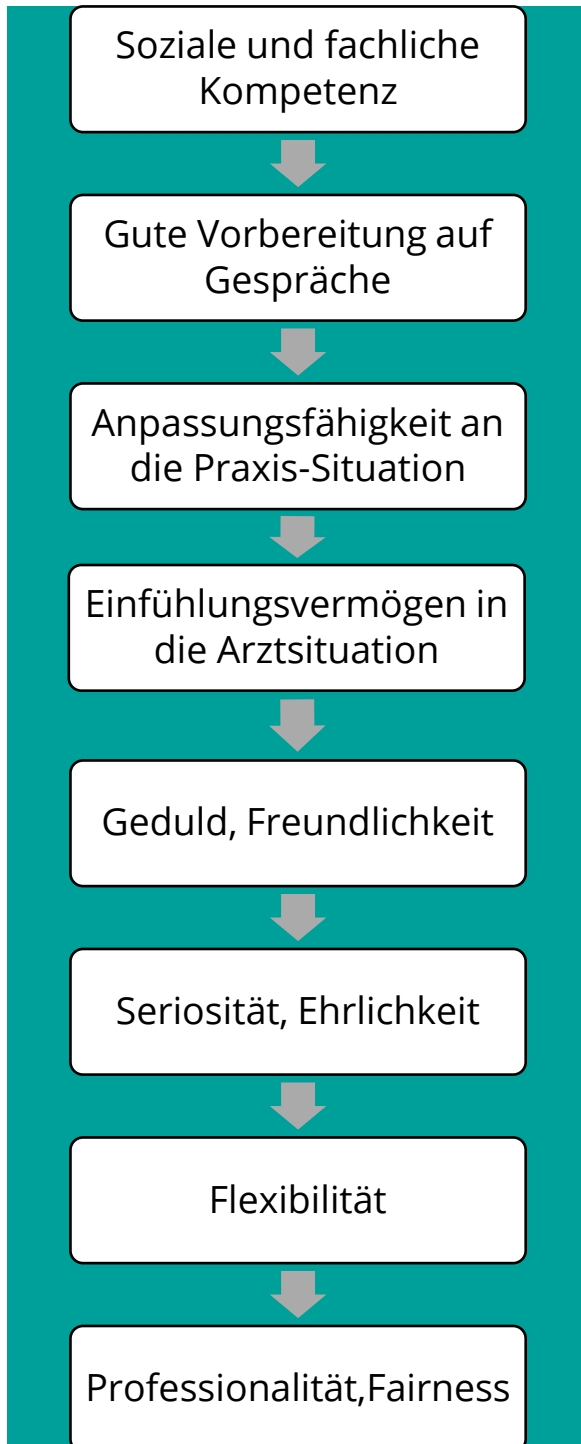 Soziale und fachliche
Kompetenz
Gute Vorbereitung auf
Gespräche
Anpassungsfähigkeit an
die Praxis-Situation
Einfühlungsvermögen in
die Arztsituation
Geduld, Freundlichkeit
Seriosität, Ehrlichkeit
Flexibilität
Professionalität,Fairness